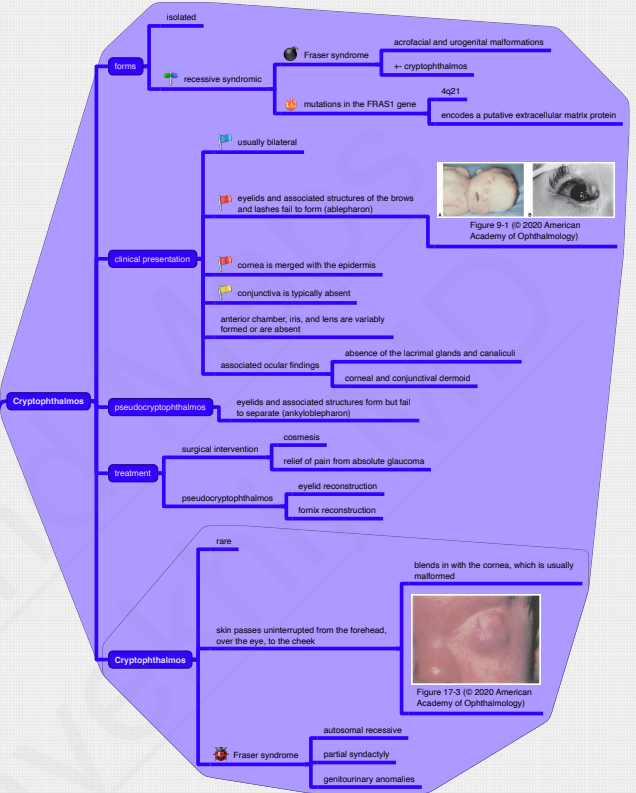 isolated
acrofacial and urogenital malformations
Fraser syndrome
+- cryptophthalmos
forms
recessive syndromic
4q21
mutations in the FRAS1 gene
encodes a putative extracellular matrix protein
usually bilateral
eyelids and associated structures of the brows
and lashes fail to form (ablepharon)
A
B
Figure 9-1 (© 2020 American
Academy of Ophthalmology)
clinical presentation
cornea is merged with the epidermis
conjunctiva is typically absent
anterior chamber, iris, and lens are variably
formed or are absent
absence of the lacrimal glands and canaliculi
associated ocular findings
corneal and conjunctival dermoid
Cryptophthalmos
pseudocryptophthalmos
eyelids and associated structures form but fail
to separate (ankyloblepharon)
cosmesis
surgical intervention
relief of pain from absolute glaucoma
treatment
eyelid reconstruction
pseudocryptophthalmos
fornix reconstruction
rare
blends in with the cornea, which is usually
malformed
skin passes uninterrupted from the forehead,
over the eye, to the cheek
Figure 17-3 (© 2020 American
Academy of Ophthalmology)
Cryptophthalmos
autosomal recessive
Fraser syndrome
partial syndactyly
genitourinary anomalies